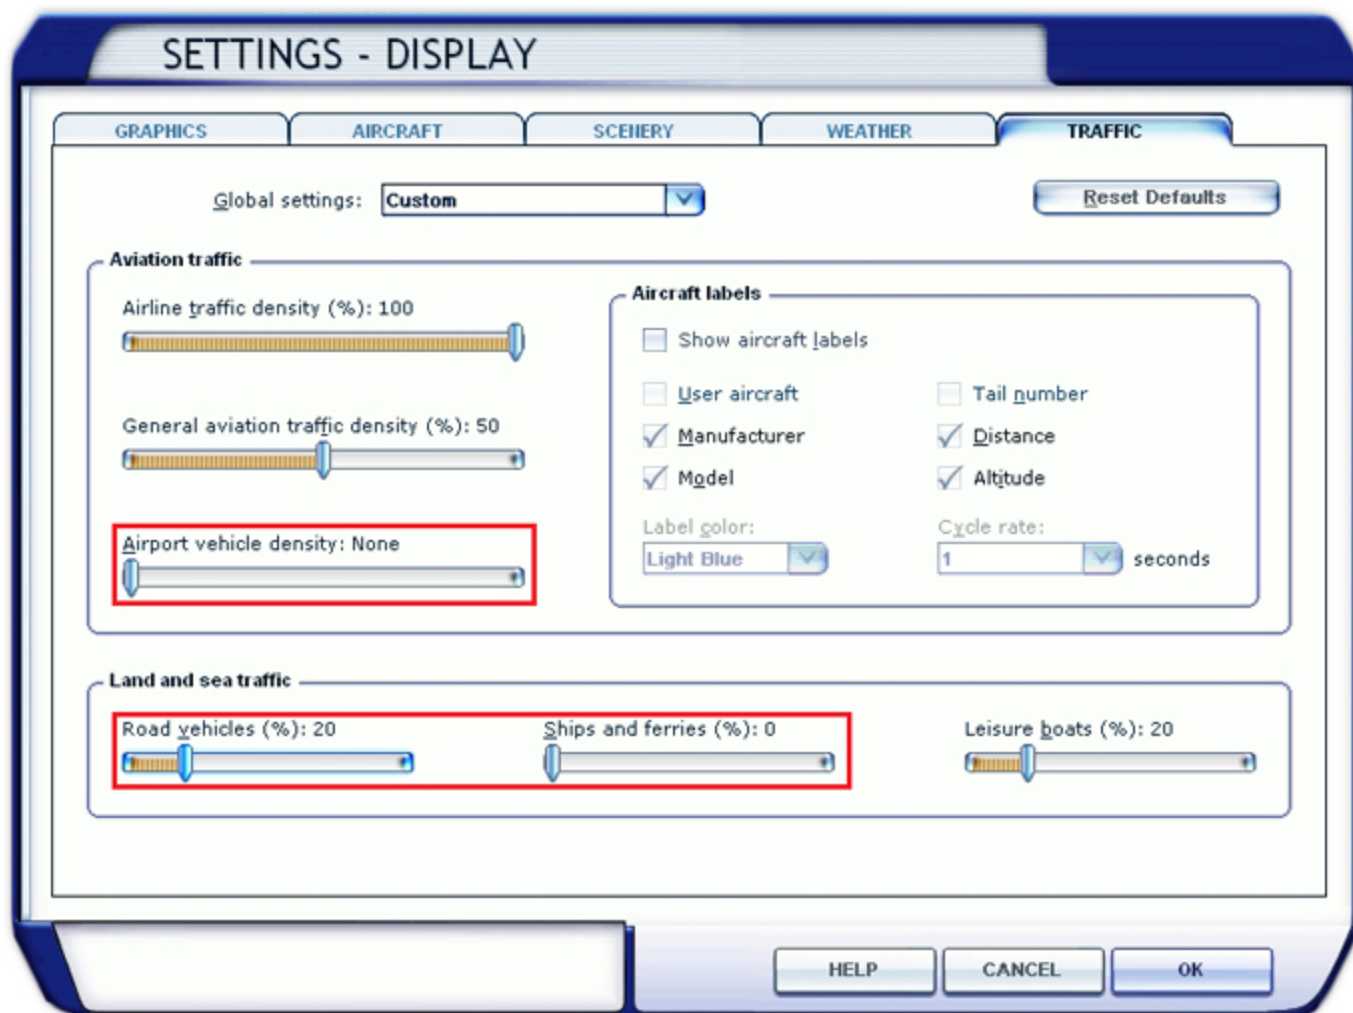 SETTINGS - DISPLAY
GRAPHICS AIRCRAFT SCENERY WEATHER TRAFFIC
Global settings: Custom Reset Defaults
Aviation traffic
Airline traffic density (%): 100
General aviation traffic density (%): 50
Airport vehicle density: None
Aircraft labels
Show aircraft labels
User aircraft Tail number
Manufacturer Distance
Model Altitude
Label color: Cycle rate:
Light Blue 1 seconds
Land and sea traffic
Road vehicles (%): 20 Ships and ferries (%): 0 Leisure boats (%): 20
HELP CANCEL OK